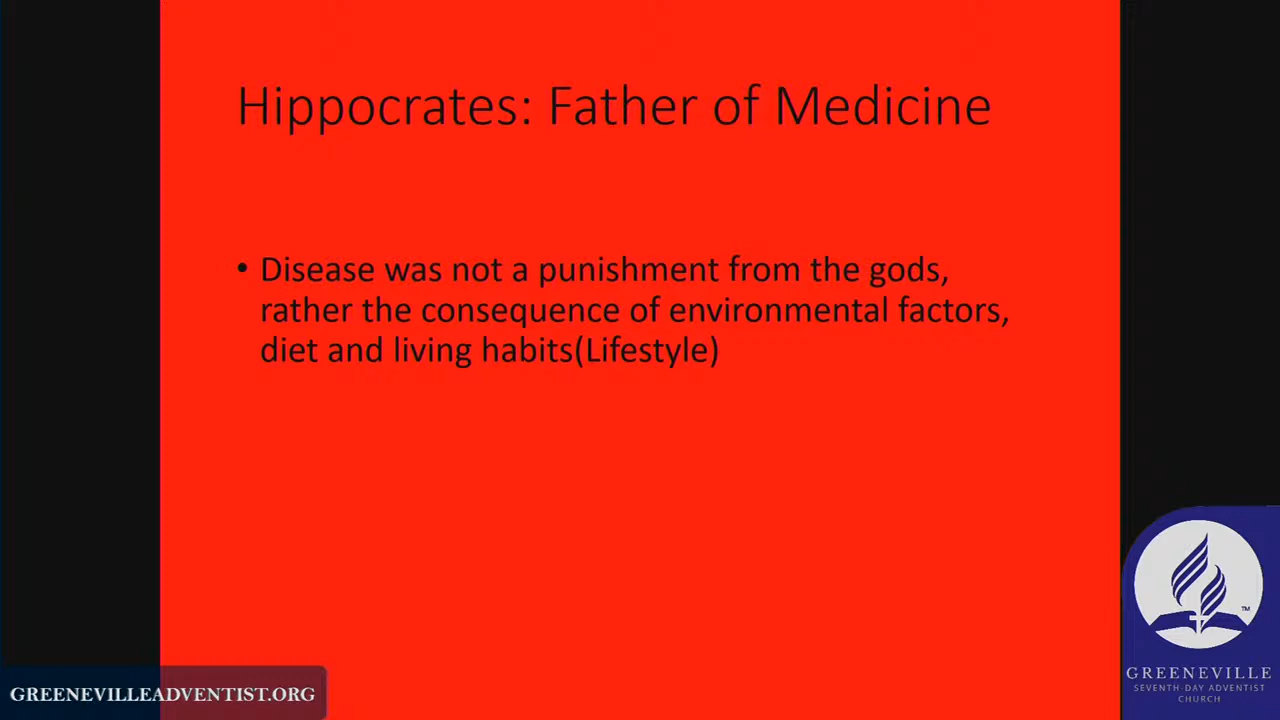 Hippocrates: Father of Medicine
• Disease was not a punishment from the gods,
rather the consequence of environmental factors,
diet and living habits(Lifestyle)
TM
GREENEVILLE
SEVENTH-DAY ADVENTIST
CHURCH
GREENEVILLEADVENTIST.ORG